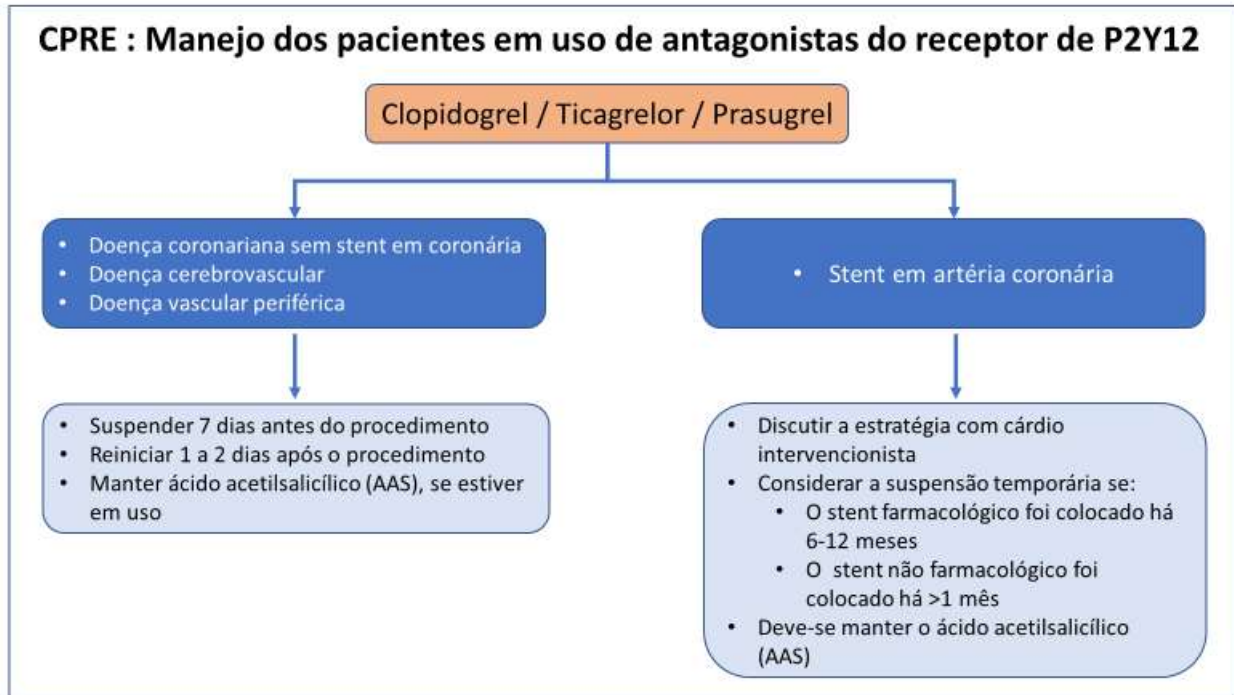 CPRE : Manejo dos pacientes em uso de antagonistas do receptor de P2Y12
Clopidogrel / Ticagrelor / Prasugrel
• Doença coronariana sem stent em coronária
• Doença cerebrovascular
• Doença vascular periférica
• Stent em artéria coronária
• Suspender 7 dias antes do procedimento
• Reiniciar 1 a 2 dias após o procedimento
• Manter ácido acetilsalicílico (AAS), se estiver
em uso
• Discutir a estratégia com cárdio
intervencionista
• Considerar a suspensão temporária se:
• O stent farmacológico foi colocado há
6-12 meses
• O stent não farmacológico foi
colocado há >1 mês
• Deve-se manter o ácido acetilsalicílico
(AAS)